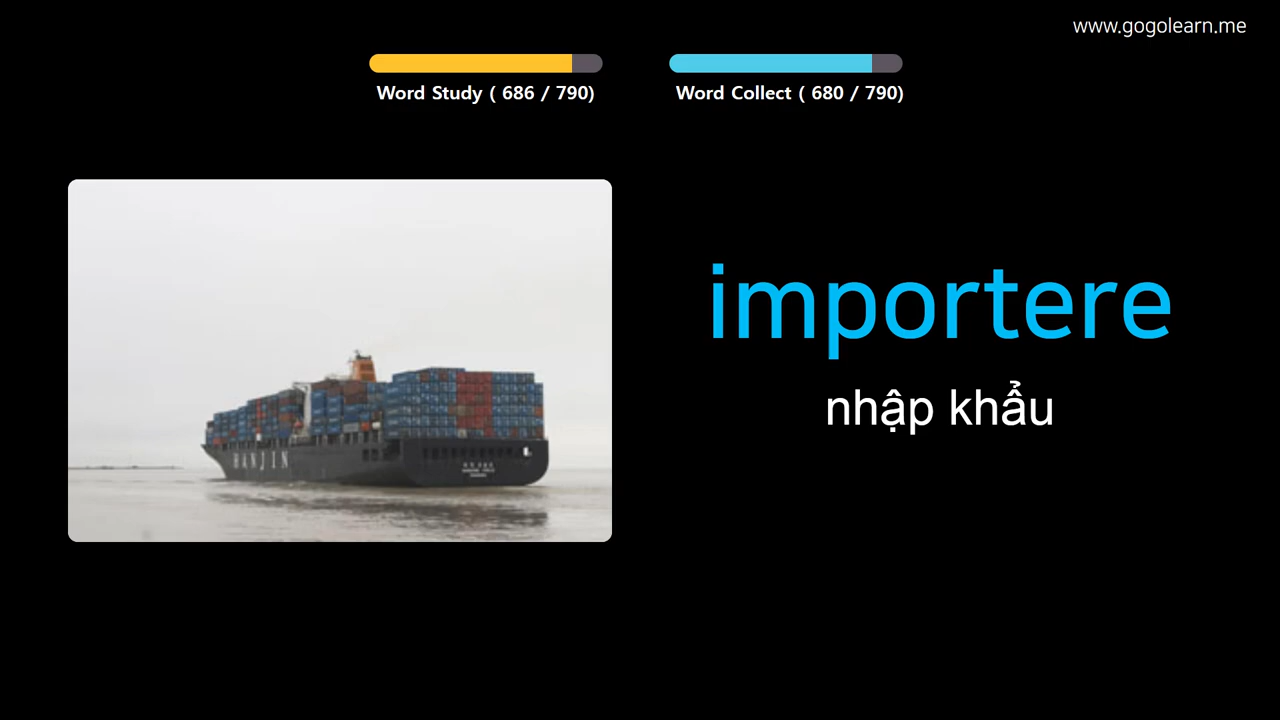 www.gogolearn.me
Word Study ( 686 / 790)
Word Collect ( 680 / 790)
importere
nhập khẩu
HANJIN